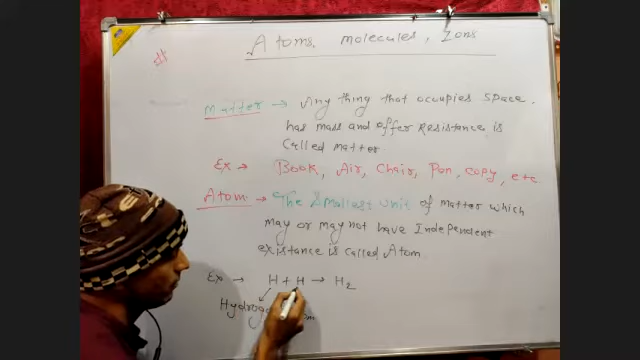 Atoms, molecules, Ions
Matter → Any thing that occupies space.
has mass and offer Resistance is
called matter
Ex → Book, Air, Chair, Pen, copy, etc
Atom → The Smallest unit of matter which
may or may not have Independent
existance is called Atom
Ex → H + H → H2